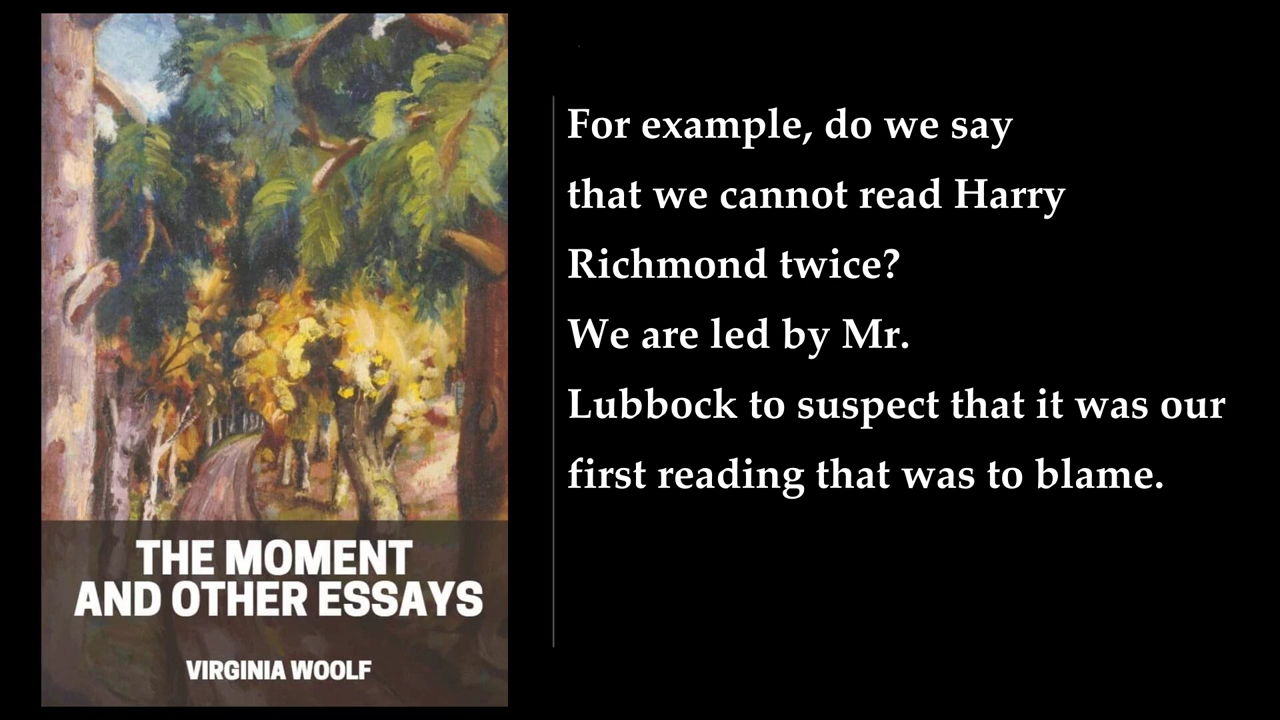 THE MOMENT
AND OTHER ESSAYS
VIRGINIA WOOLF
For example, do we say
that we cannot read Harry
Richmond twice?
We are led by Mr.
Lubbock to suspect that it was our
first reading that was to blame.